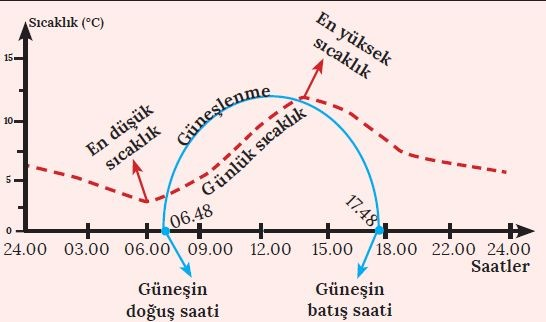 Sıcaklık (°C)
15
10
5
0
En düşük
sıcaklık
Güneşlenme
Günlük sıcaklık
En yüksek
sıcaklık
06.48
17.48
24.00 03.00 06.00 09.00 12.00 15.00 18.00 22.00 24.00
Saatler
Güneşin
doğuş saati
Güneşin
batış saati